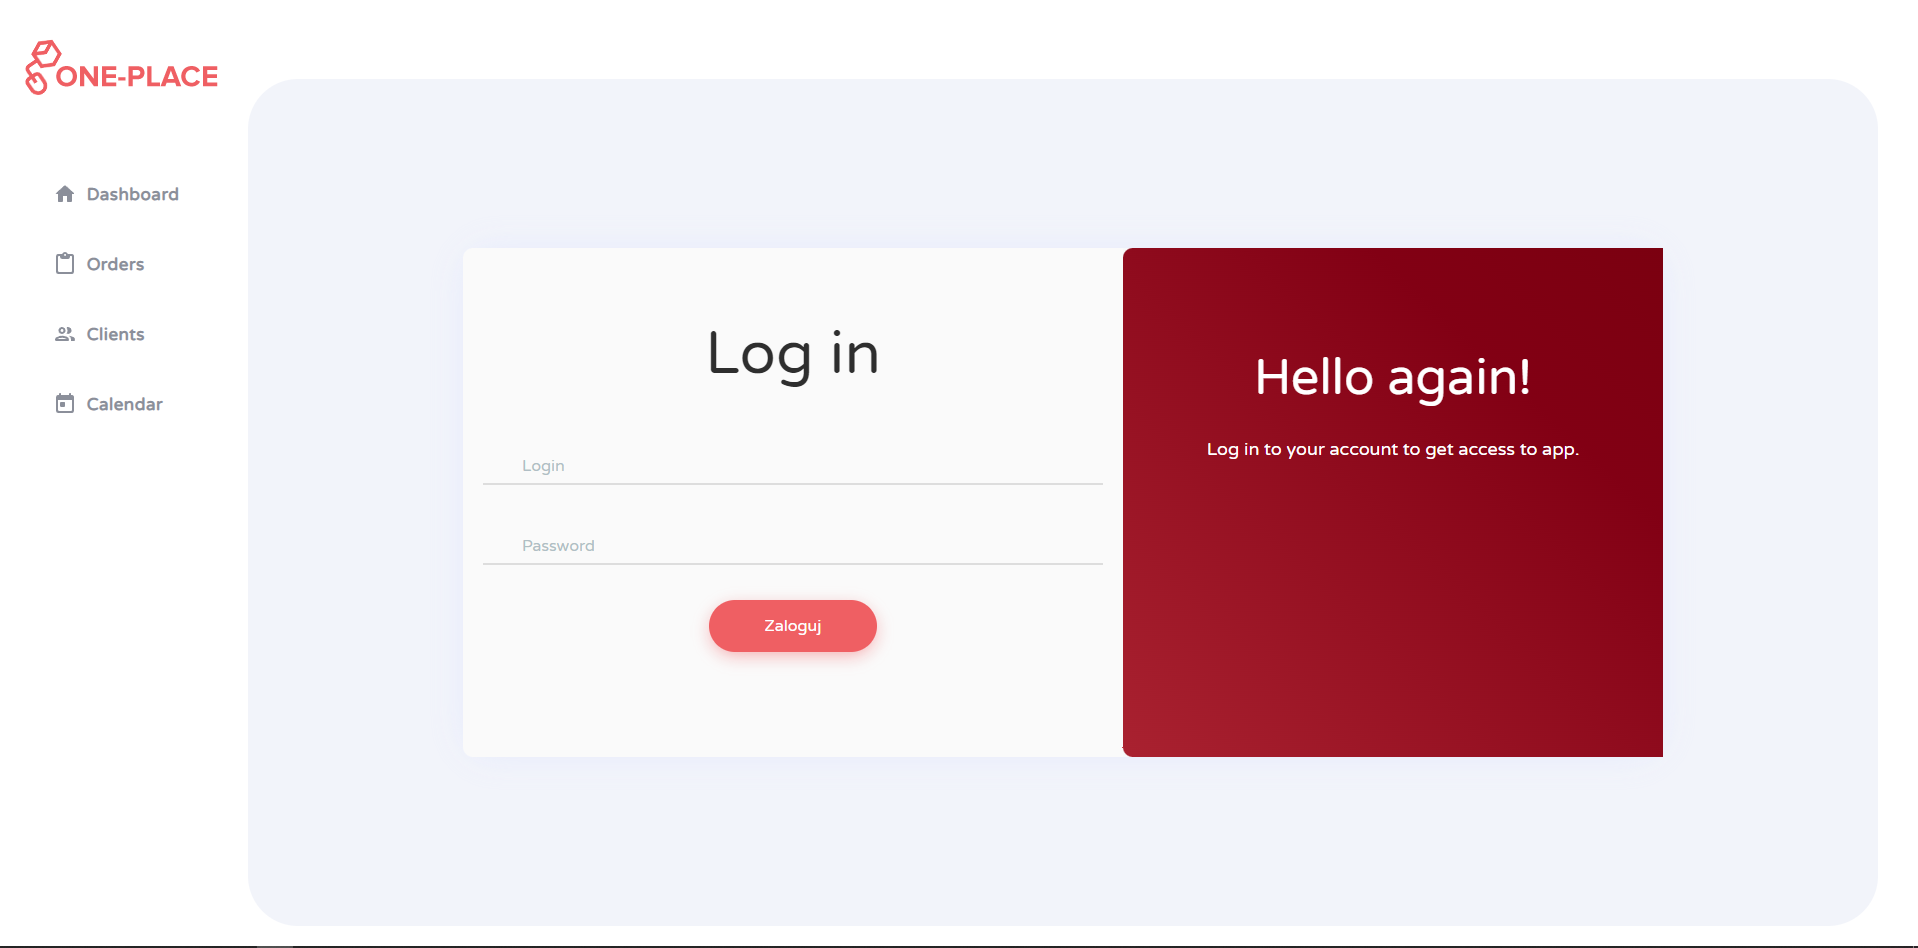 ONE-PLACE
Dashboard
Orders
Clients
Calendar
Log in
Login
Password
Zaloguj
Hello again!
Log in to your account to get access to app.